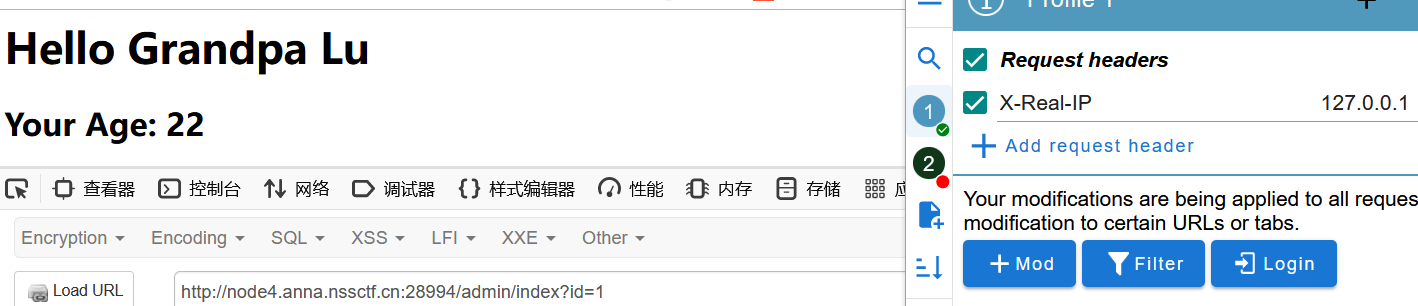 Hello Grandpa Lu
Your Age: 22
查看器 控制台 网络 调试器 样式编辑器 性能 内存 存储
Encryption Encoding SQL XSS LFI XXE Other
Load URL http://node4.anna.nssctf.cn:28994/admin/index?id=1
Profile 1
Request headers
1 X-Real-IP 127.0.0.1
Add request header
2
Your modifications are being applied to all reques
modification to certain URLs or tabs.
Mod Filter Login